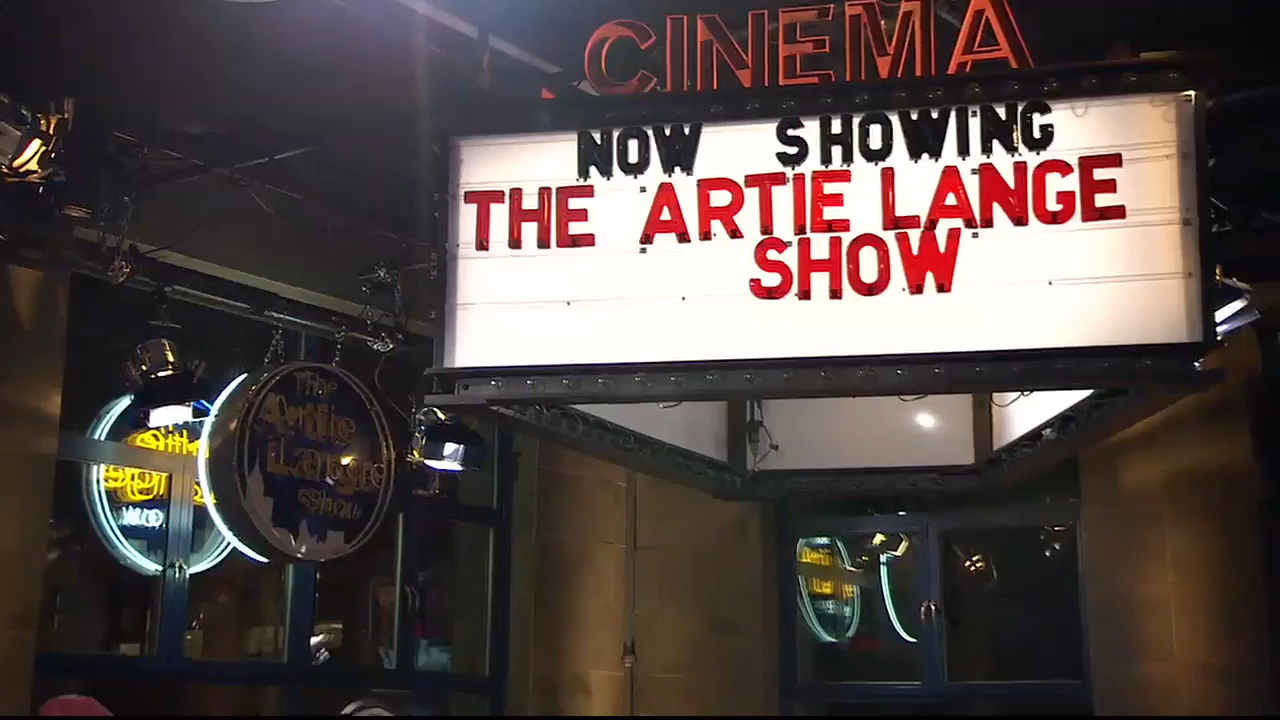 CINEMA
NOW SHOWING
THE ARTIE LANGE
SHOW
The
Artie
Lange
Show